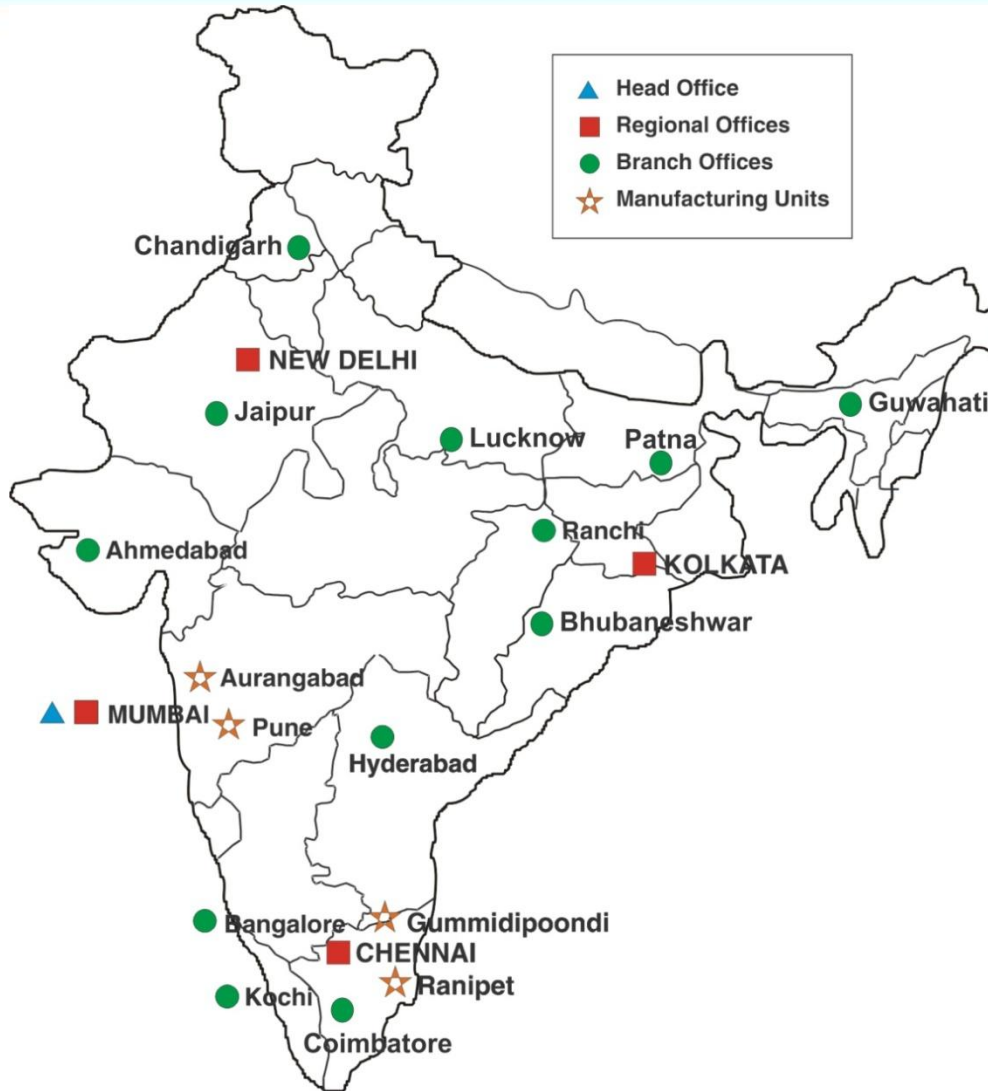 Head Office
Regional Offices
Branch Offices
Manufacturing Units
Chandigarh
NEW DELHI
Jaipur
Guwahati
Lucknow
Patna
Ranchi
Ahmedabad
KOLKATA
Bhubaneshwar
Aurangabad
MUMBAI
Pune
Hyderabad
Bangalore
Gummidipoondi
CHENNAI
Ranipet
Kochi
Coimbatore